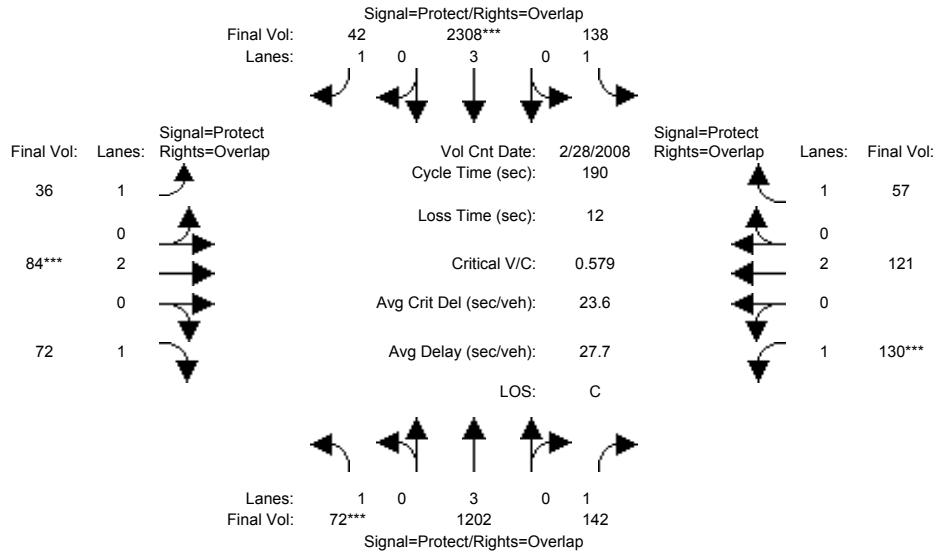 Signal=Protect/Rights=Overlap
Final Vol: 42 2308*** 138
Lanes: 1 0 3 0 1
Signal=Protect Signal=Protect
Final Vol: Lanes: Rights=Overlap Vol Cnt Date: 2/28/2008 Rights=Overlap Lanes: Final Vol:
Cycle Time (sec): 190
36 1 1 57
Loss Time (sec): 12
0 0
84*** 2 Critical V/C: 0.579 2 121
0 Avg Crit Del (sec/veh): 23.6 0
72 1 Avg Delay (sec/veh): 27.7 1 130***
LOS: C
Lanes: 1 0 3 0 1
Final Vol: 72*** 1202 142
Signal=Protect/Rights=Overlap